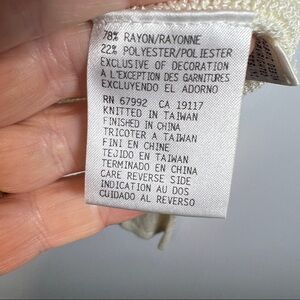 78% RAYON/RAYONNE
22% POLYESTER/POLIESTER
EXCLUSIVE OF DECORATION
A L'EXCEPTION DES GARNITURES
EXCLUYENDO EL ADORNO
RN 67992 CA 19117
KNITTED IN TAIWAN
FINISHED IN CHINA
TRICOTER A TAIWAN
FINI EN CHINE
TEJIDO EN TAIWAN
TERMINADO EN CHINA
CARE REVERSE SIDE
INDICATION AU DOS
CUIDADO AL REVERSO